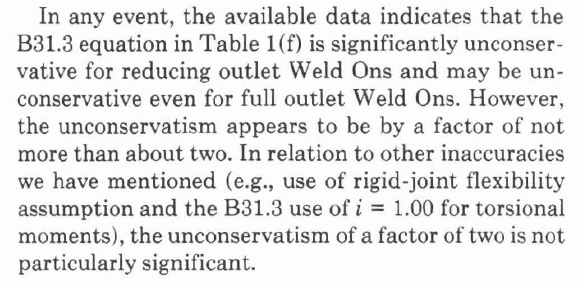 In any event, the available data indicates that the
B31.3 equation in Table 1(f) is significantly unconser-
vative for reducing outlet Weld Ons and may be un-
conservative even for full outlet Weld Ons. However,
the unconservatism appears to be by a factor of not
more than about two. In relation to other inaccuracies
we have mentioned (e.g., use of rigid-joint flexibility
assumption and the B31.3 use of i = 1.00 for torsional
moments), the unconservatism of a factor of two is not
particularly significant.